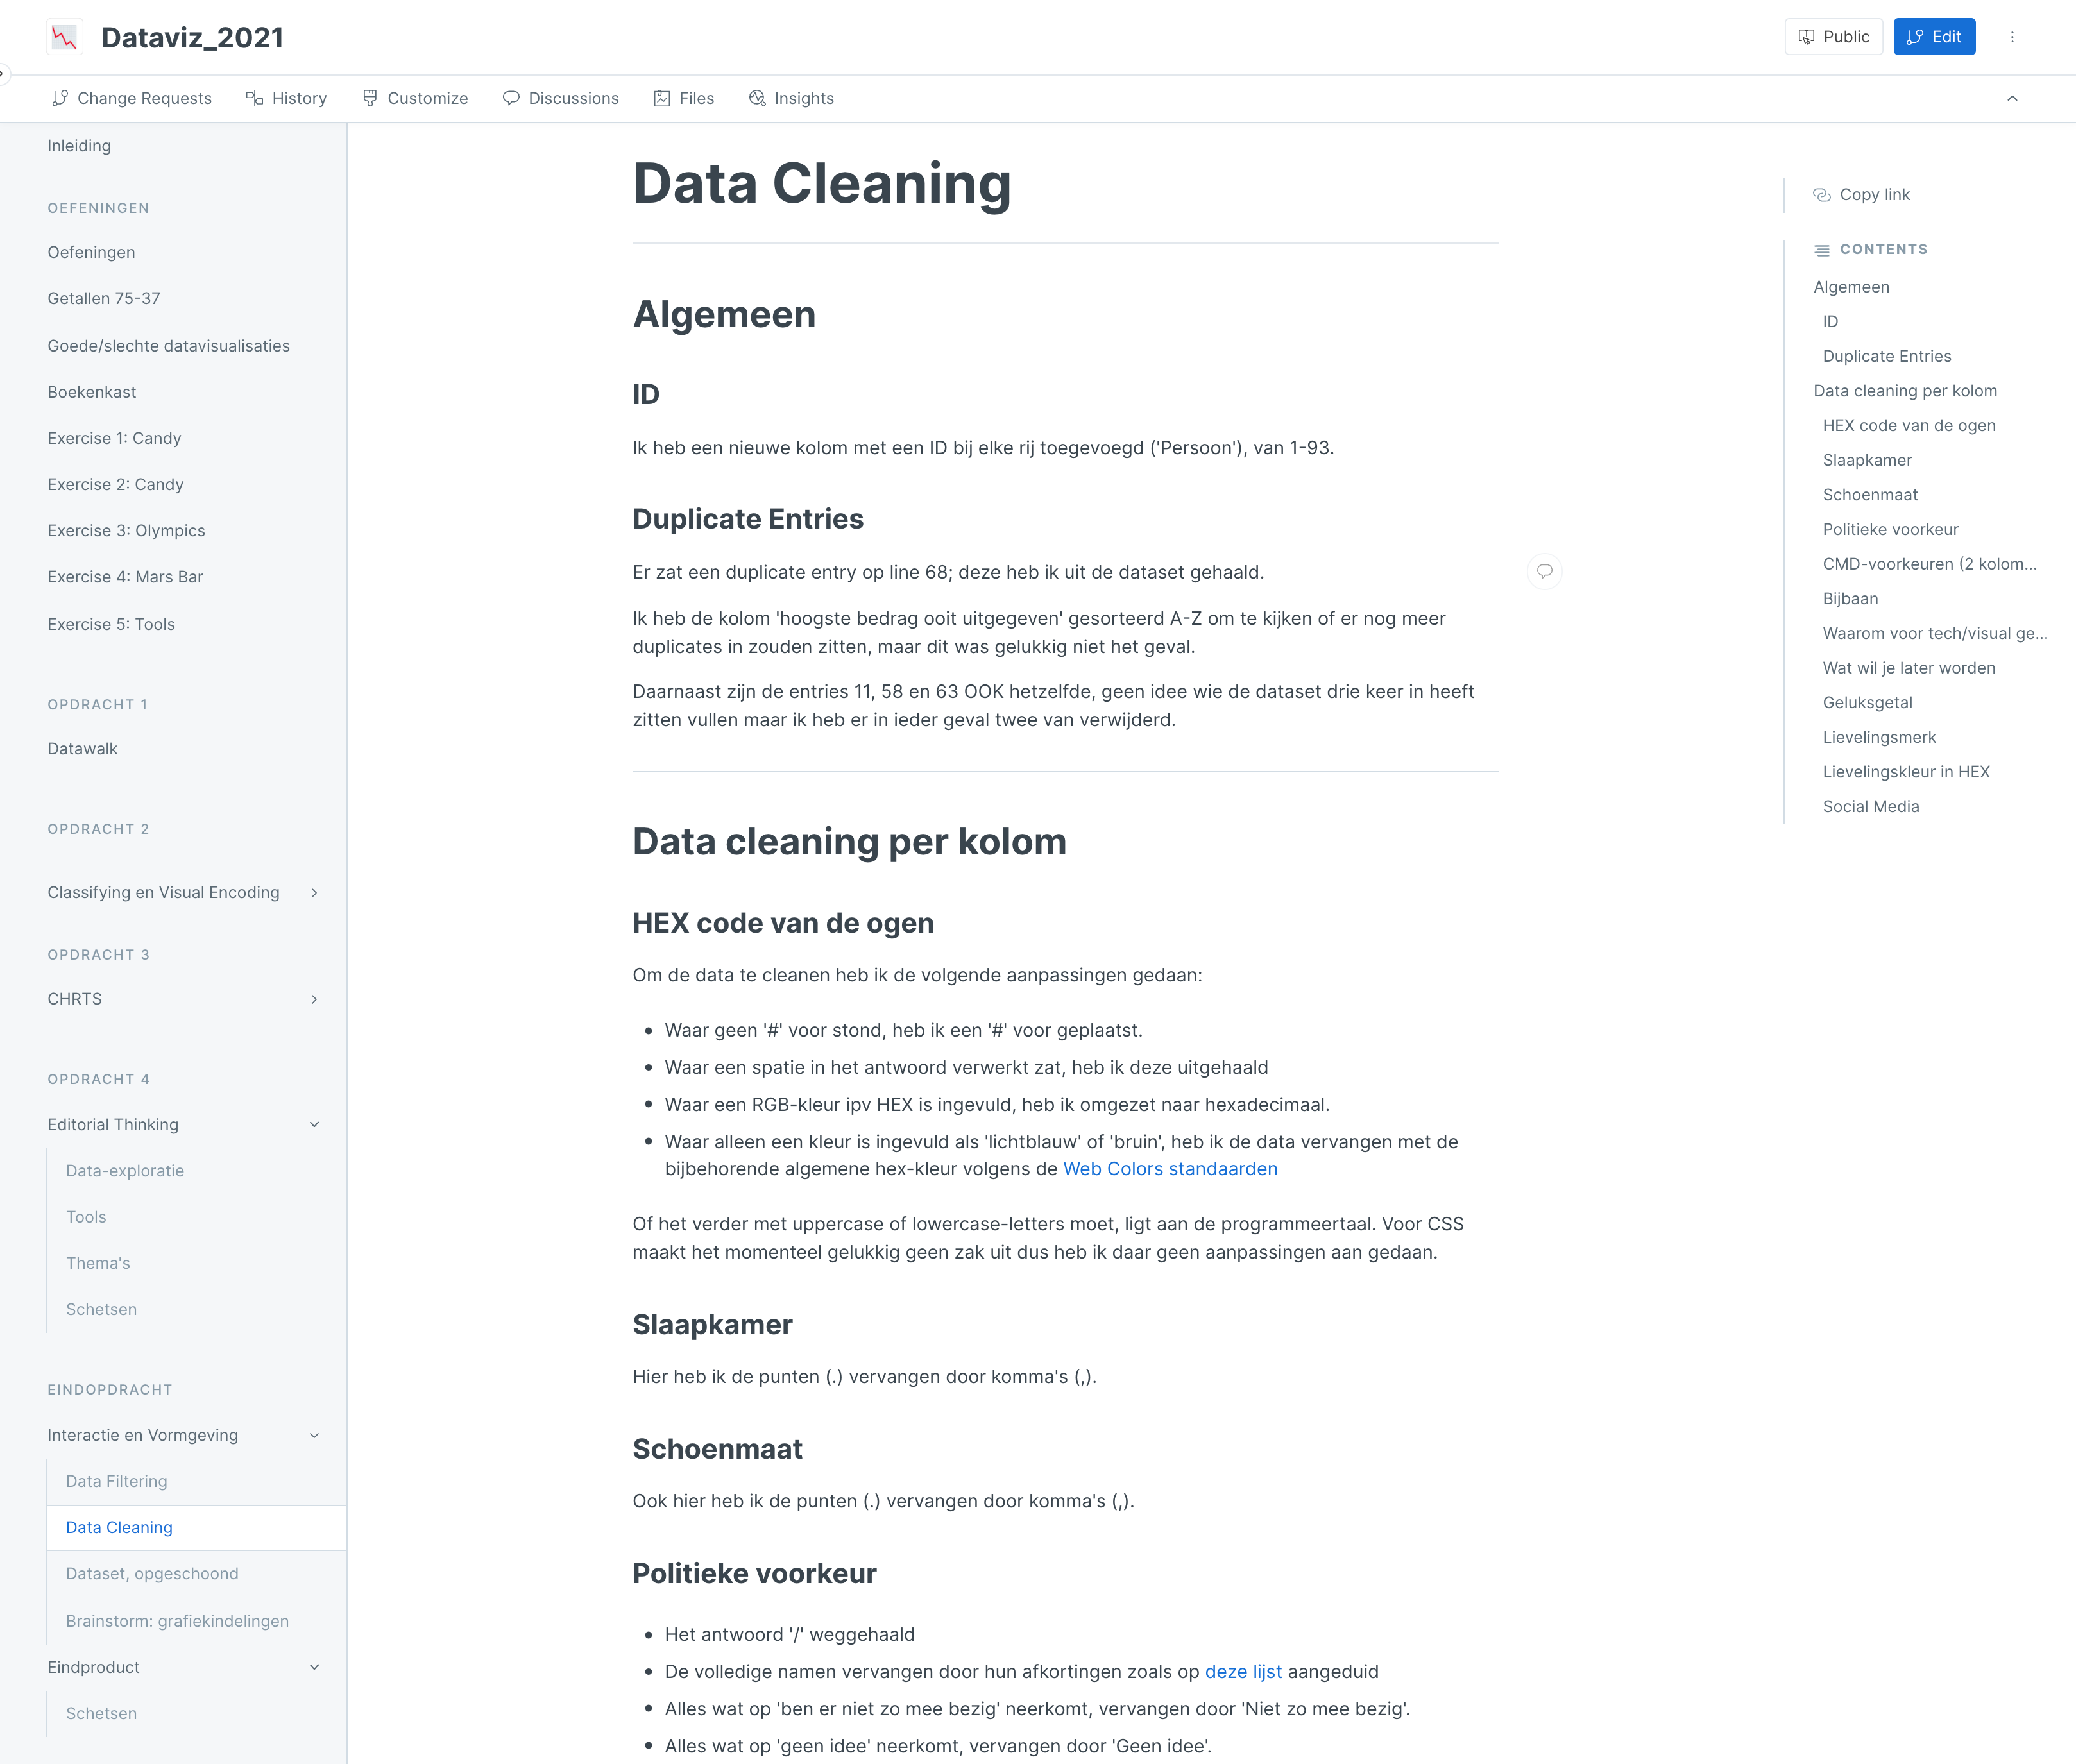 Dataviz_2021
Public
Edit
Change Requests
History
Customize
Discussions
Files
Insights
Inleiding
OEFENINGEN
Oefeningen
Getallen 75-37
Goede/slechte datavisualisaties
Boekenkast
Exercise 1: Candy
Exercise 2: Candy
Exercise 3: Olympics
Exercise 4: Mars Bar
Exercise 5: Tools
OPDRACHT 1
Datawalk
OPDRACHT 2
Classifying en Visual Encoding
OPDRACHT 3
CHRTS
OPDRACHT 4
Editorial Thinking
Data-exploratie
Tools
Thema's
Schetsen
EINDOPDRACHT
Interactie en Vormgeving
Data Filtering
Data Cleaning
Dataset, opgeschoond
Brainstorm: grafiekindelingen
Eindproduct
Schetsen
Data Cleaning
Algemeen
ID
Ik heb een nieuwe kolom met een ID bij elke rij toegevoegd ('Persoon'), van 1-93.
Duplicate Entries
Er zat een duplicate entry op line 68; deze heb ik uit de dataset gehaald.
Ik heb de kolom 'hoogste bedrag ooit uitgegeven' gesorteerd A-Z om te kijken of er nog meer
duplicates in zouden zitten, maar dit was gelukkig niet het geval.
Daarnaast zijn de entries 11, 58 en 63 OOK hetzelfde, geen idee wie de dataset drie keer in heeft
zitten vullen maar ik heb er in ieder geval twee van verwijderd.
Data cleaning per kolom
HEX code van de ogen
Om de data te cleanen heb ik de volgende aanpassingen gedaan:
• Waar geen '#' voor stond, heb ik een '#' voor geplaatst.
• Waar een spatie in het antwoord verwerkt zat, heb ik deze uitgehaald
• Waar een RGB-kleur ipv HEX is ingevuld, heb ik omgezet naar hexadecimaal.
• Waar alleen een kleur is ingevuld als 'lichtblauw' of 'bruin', heb ik de data vervangen met de
bijbehorende algemene hex-kleur volgens de Web Colors standaarden
Of het verder met uppercase of lowercase-letters moet, ligt aan de programmeertaal. Voor CSS
maakt het momenteel gelukkig geen zak uit dus heb ik daar geen aanpassingen aan gedaan.
Slaapkamer
Hier heb ik de punten (.) vervangen door komma's (,).
Schoenmaat
Ook hier heb ik de punten (.) vervangen door komma's (,).
Politieke voorkeur
• Het antwoord '/' weggehaald
• De volledige namen vervangen door hun afkortingen zoals op deze lijst aangeduid
• Alles wat op 'ben er niet zo mee bezig' neerkomt, vervangen door 'Niet zo mee bezig'.
• Alles wat op 'geen idee' neerkomt, vervangen door 'Geen idee'.
Copy link
CONTENTS
Algemeen
ID
Duplicate Entries
Data cleaning per kolom
HEX code van de ogen
Slaapkamer
Schoenmaat
Politieke voorkeur
CMD-voorkeuren (2 kolom...
Bijbaan
Waarom voor tech/visual ge...
Wat wil je later worden
Geluksgetal
Lievelingsmerk
Lievelingskleur in HEX
Social Media